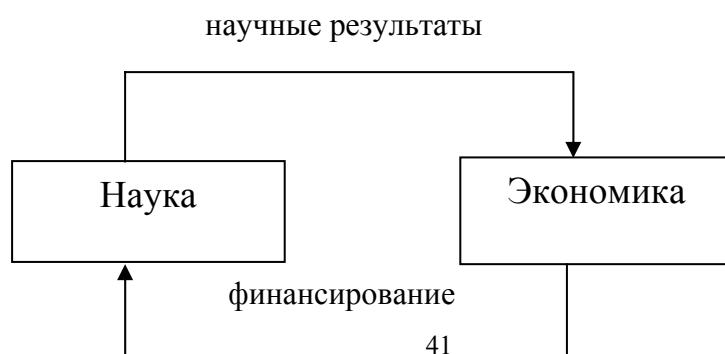 научные результаты
Наука
Экономика
финансирование
41